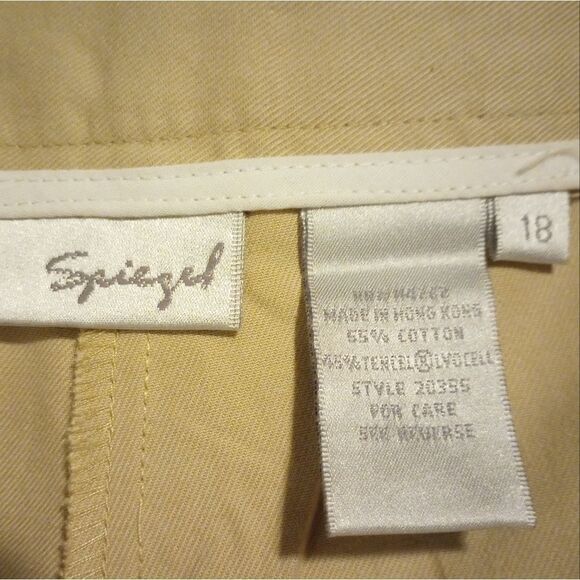 Spiegel
18
MADE IN HONG KONG
55% COTTON
45% TENCEL® LYOCELL
STYLE 20355
FOR CARE
SEE REVERSE